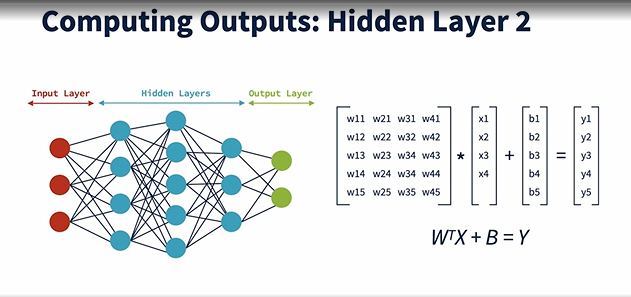 Computing Outputs: Hidden Layer 2
Input Layer Hidden Layers Output Layer
w11 w21 w31 w41 x1 b1 y1
w12 w22 w32 w42 x2 b2 y2
w13 w23 w34 w43 * x3 + b3 = y3
w14 w24 w34 w44 x4 b4 y4
w15 w25 w35 w45 b5 y5
WᵀX + B = Y